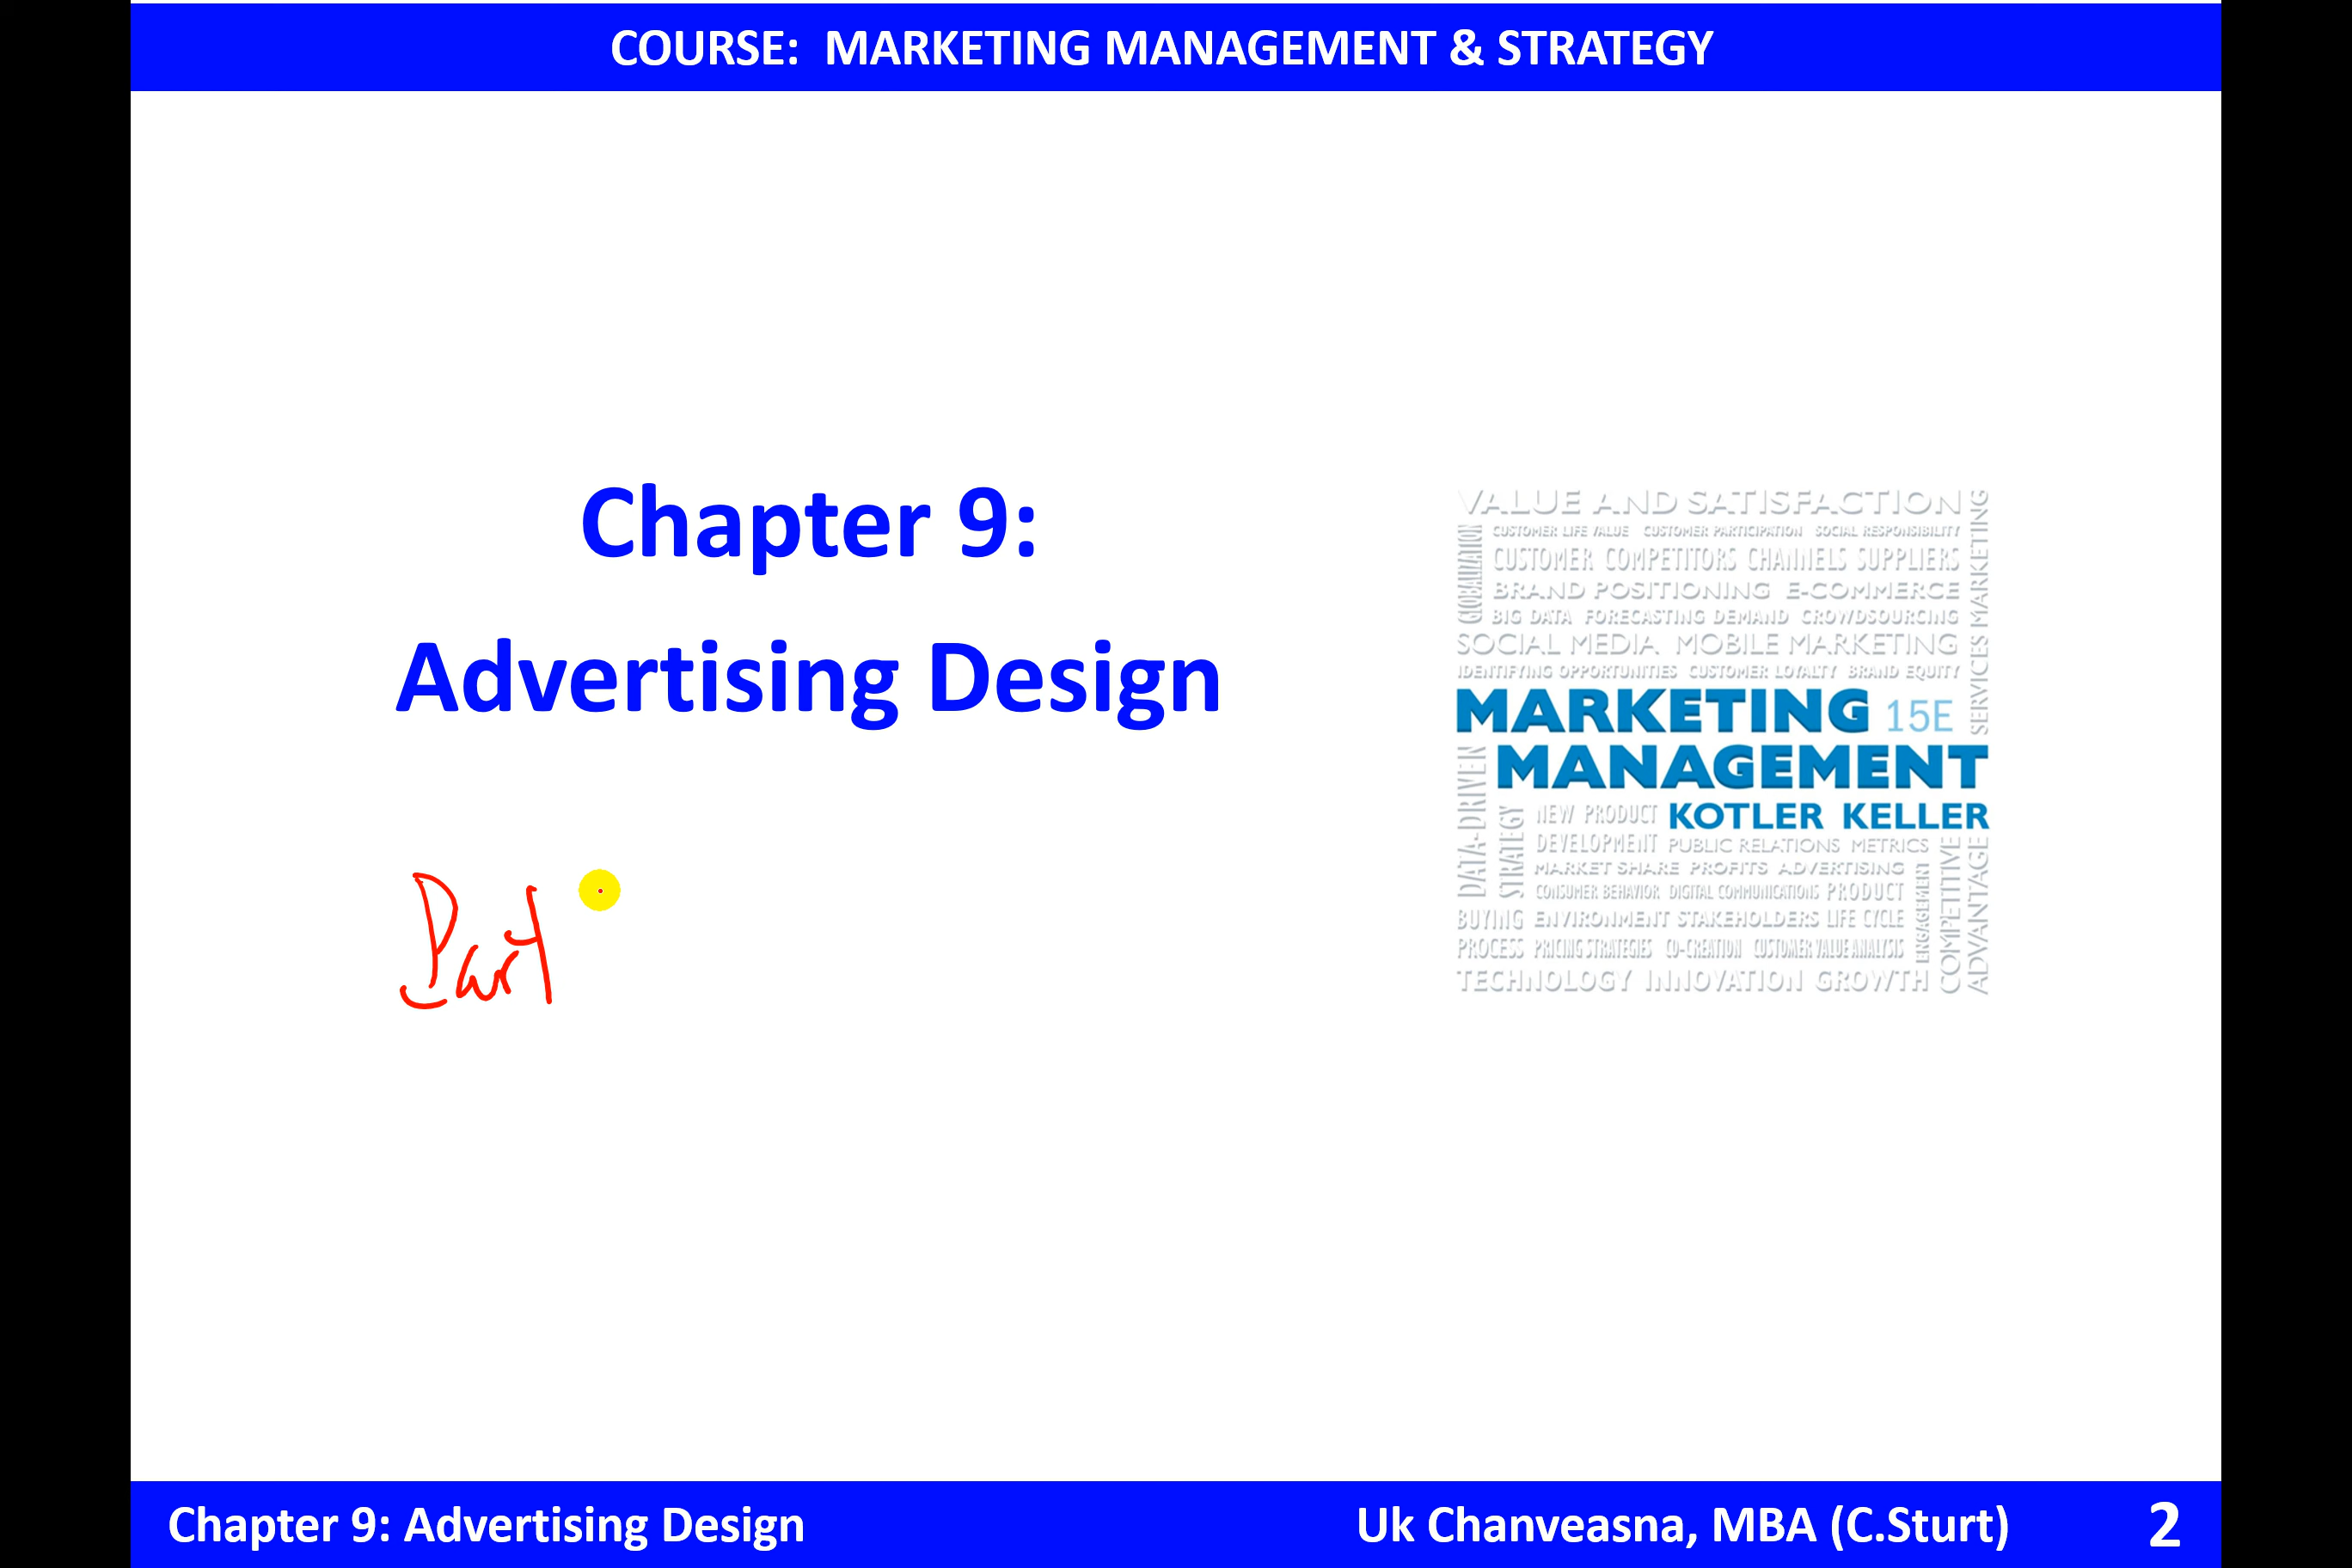 COURSE: MARKETING MANAGEMENT & STRATEGY
Chapter 9:
Advertising Design
Part
VALUE AND SATISFACTION
CUSTOMER LIFE VALUE CUSTOMER PARTICIPATION SOCIAL RESPONSIBILITY
CUSTOMER COMPETITORS CHANNELS SUPPLIERS
BRAND POSITIONING E-COMMERCE
BIG DATA FORECASTING DEMAND CROWDSOURCING
SOCIAL MEDIA MOBILE MARKETING
IDENTIFYING OPPORTUNITIES CUSTOMER LOYALTY BRAND EQUITY
GLOBALIZATION
SERVICES MARKETING
MARKETING 15E
MANAGEMENT
KOTLER KELLER
DATA-DRIVEN
STRATEGY
NEW PRODUCT
DEVELOPMENT PUBLIC RELATIONS METRICS
MARKET SHARE PROFITS ADVERTISING
CONSUMER BEHAVIOR DIGITAL COMMUNICATIONS PRODUCT
BUYING ENVIRONMENT STAKEHOLDERS LIFE CYCLE
PROCESS PRICING STRATEGIES CO-CREATION CUSTOMER VALUE ANALYSIS
TECHNOLOGY INNOVATION GROWTH
ENGAGEMENT
COMPETITIVE
ADVANTAGE
Chapter 9: Advertising Design
Uk Chanveasna, MBA (C.Sturt)
2